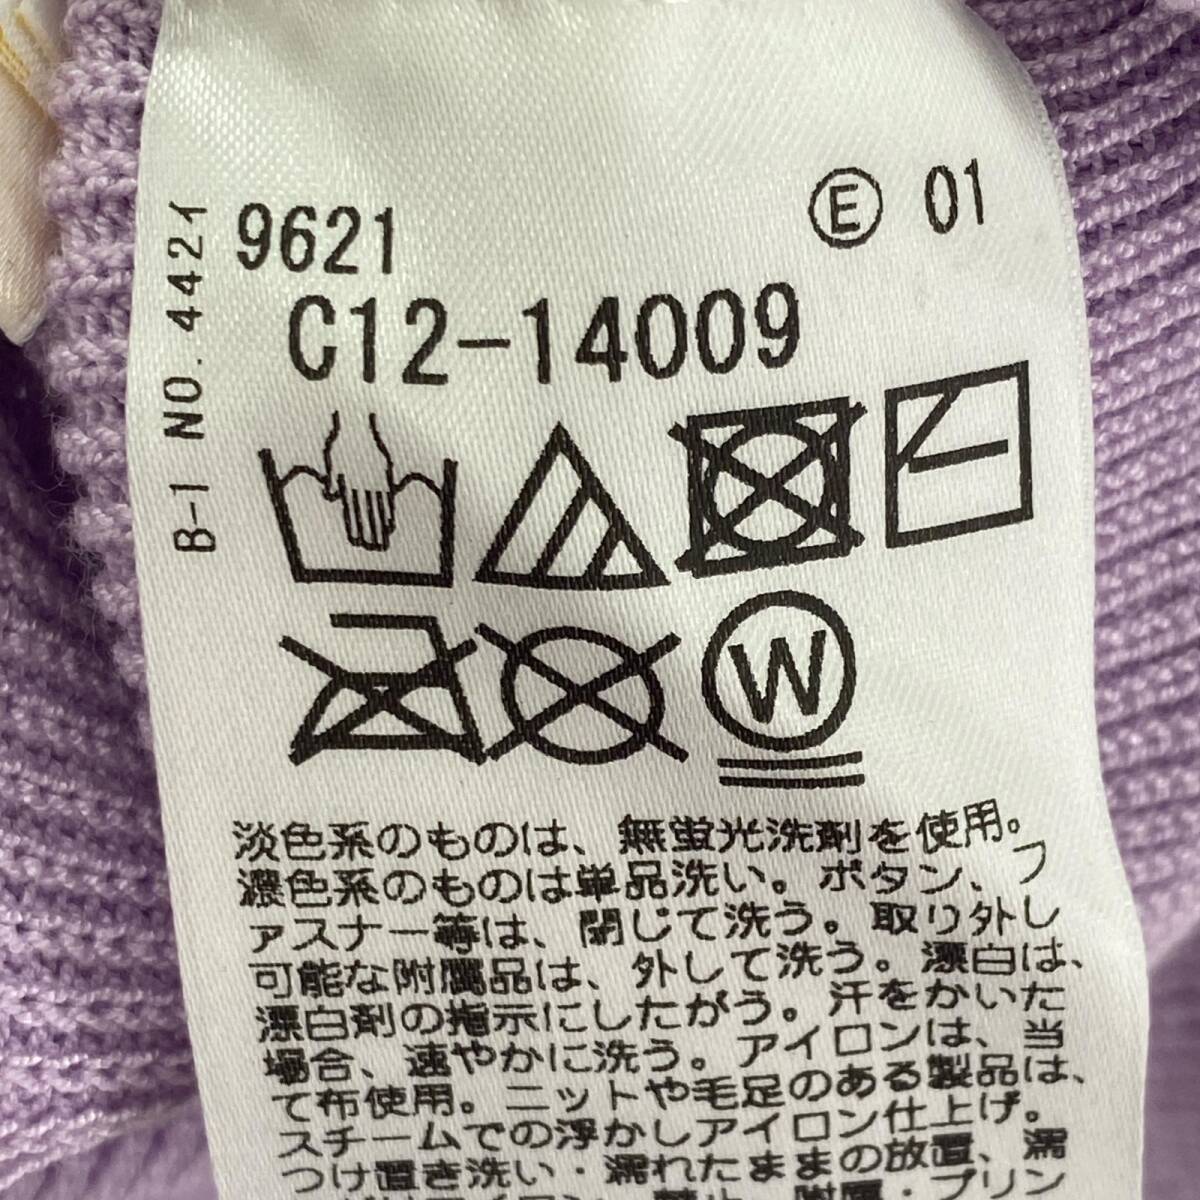 9621
Ⓔ 01
C12-14009
B-1 NO.4421
W
淡色系のものは、無蛍光洗剤を使用。
濃色系のものは単品洗い。ボタン、フ
ァスナー等は、閉じて洗う。取り外し
可能な附属品は、外して洗う。漂白は、
漂白剤の指示にしたがう。汗をかいた
場合、速やかに洗う。アイロンは、当
て布使用。ニットや毛足のある製品は、
スチームでの浮かしアイロン仕上げ。
つけ置き洗い・濡れたままの放置、濡